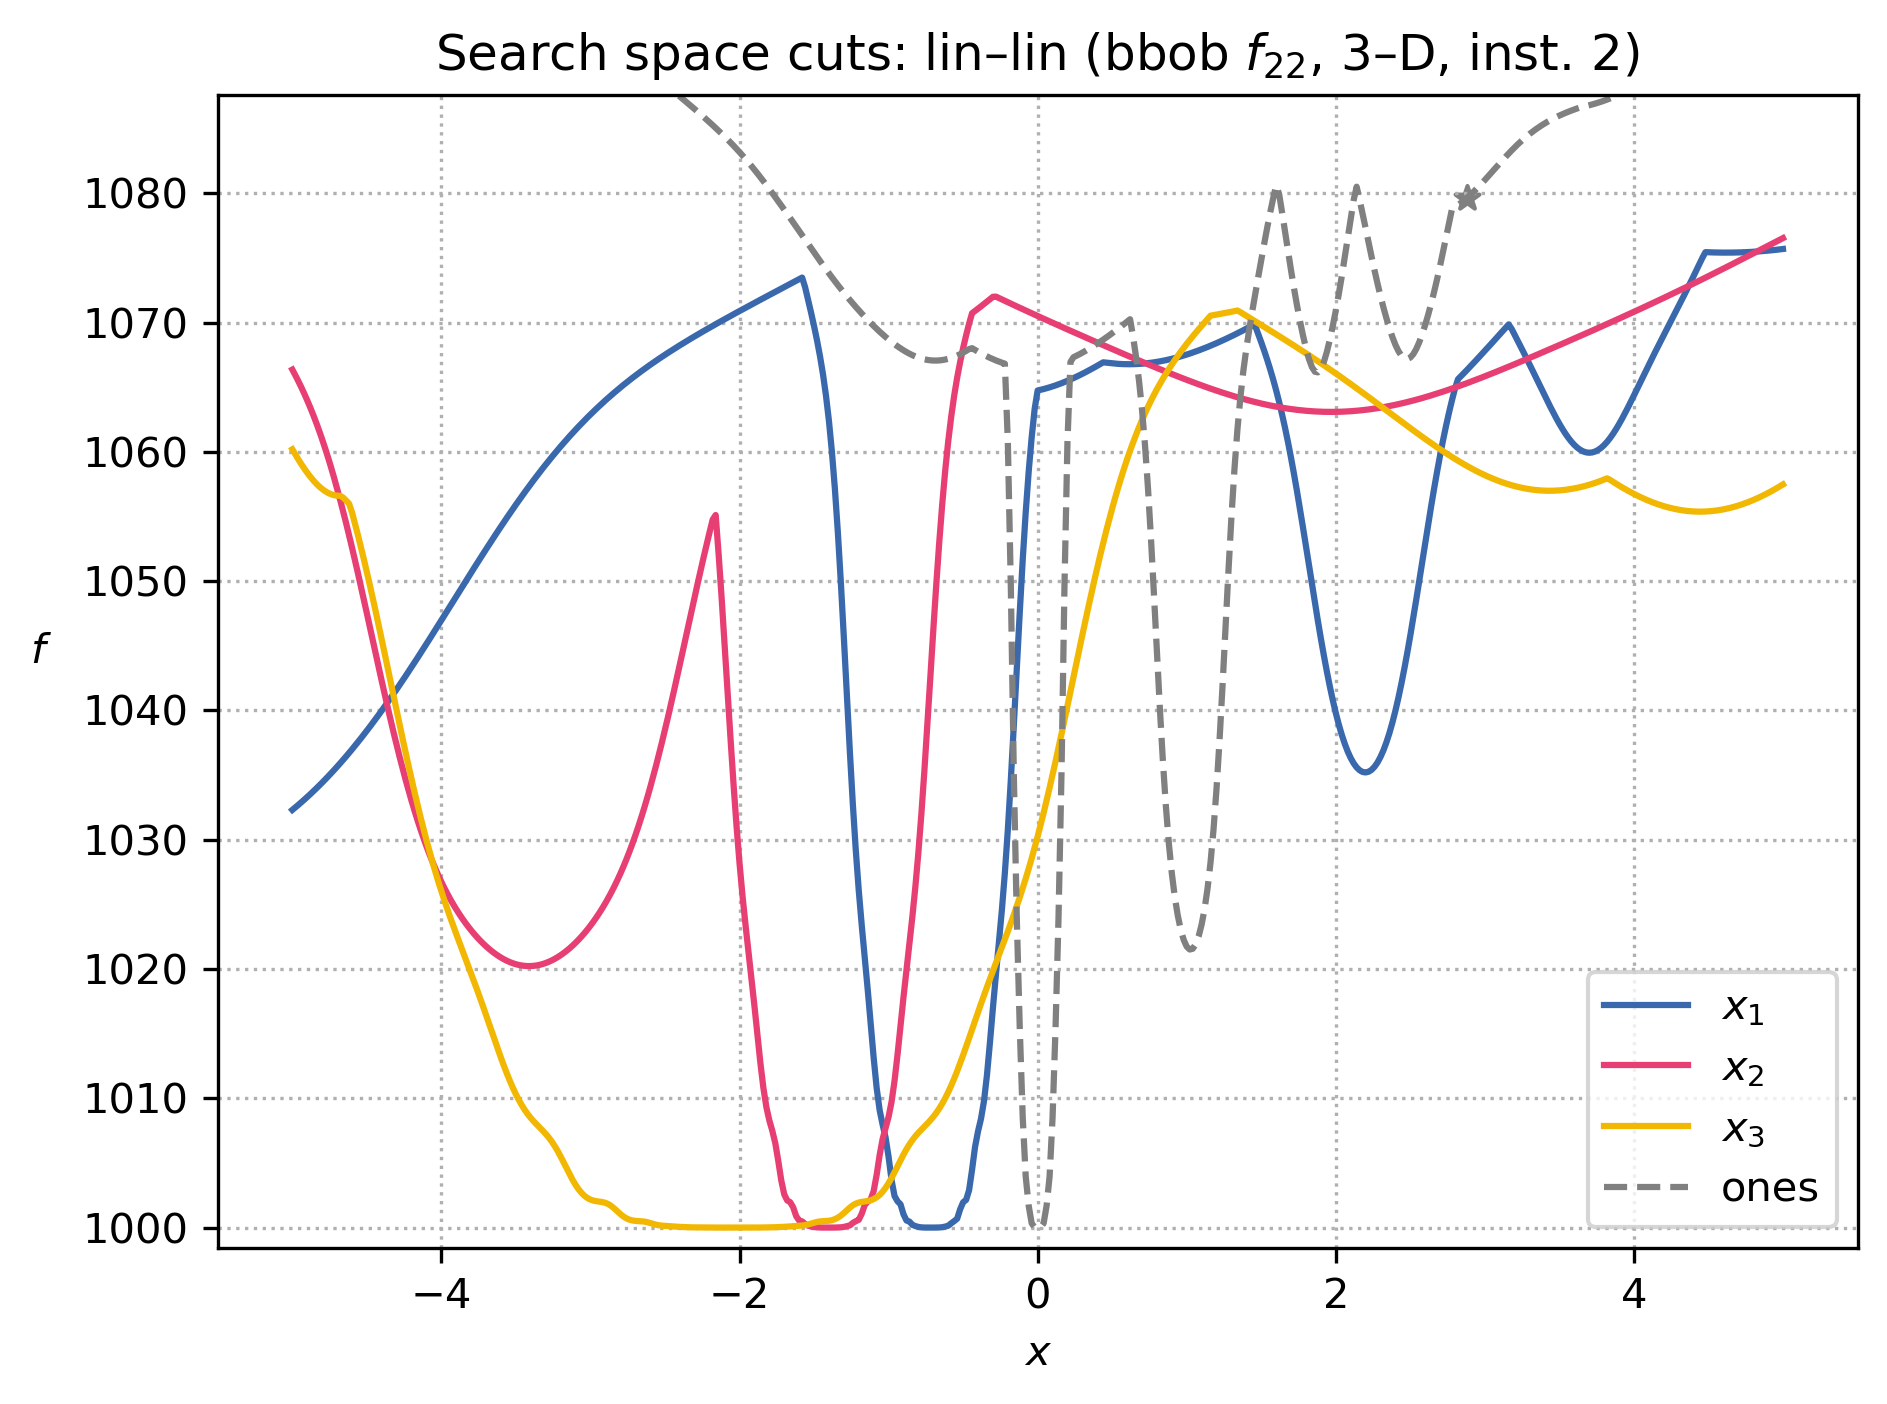 Search space cuts: lin–lin (bbob f₂₂, 3–D, inst. 2)
1080
1070
1060
1050
f
1040
1030
1020
1010
1000
x₁
x₂
x₃
ones
−4 −2 0 2 4
x